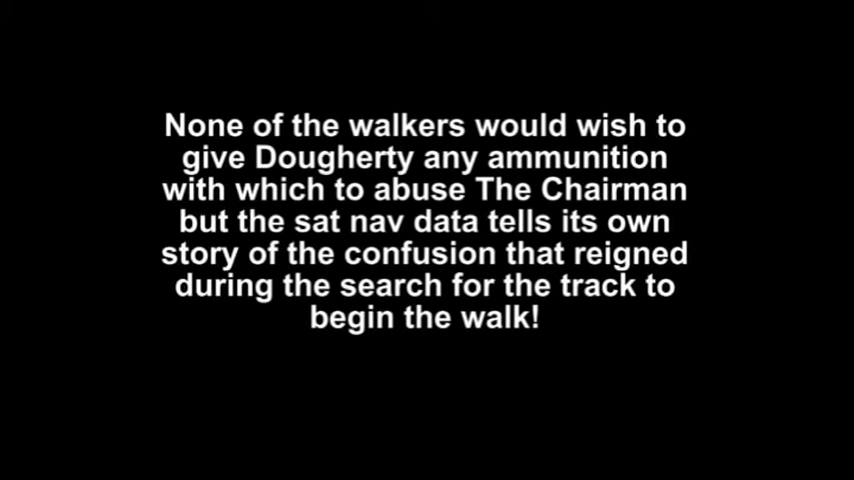 None of the walkers would wish to
give Dougherty any ammunition
with which to abuse The Chairman
but the sat nav data tells its own
story of the confusion that reigned
during the search for the track to
begin the walk!